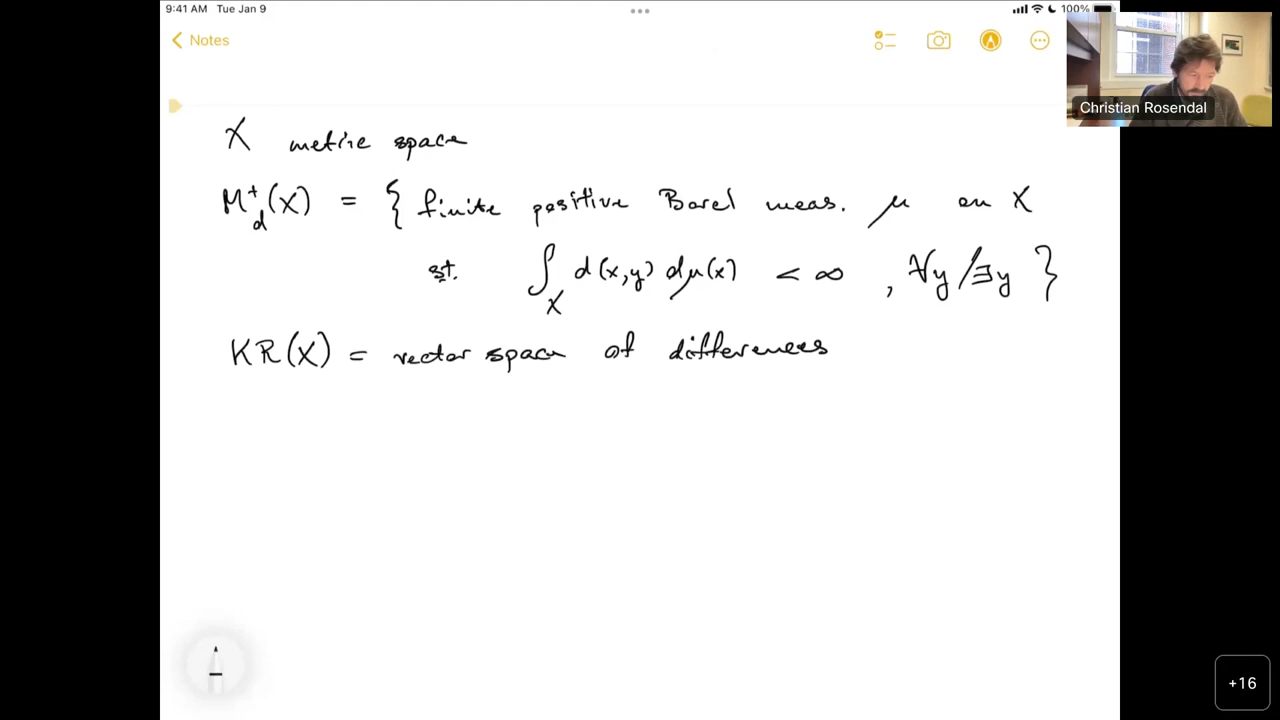 9:41 AM Tue Jan 9
100%
Notes
Christian Rosendal
X metric space
M⁺_d(X) = { finite positive Borel meas. μ on X
st. ∫_X d(x,y) dμ(x) < ∞ , ∀y/∃y }
KR(X) = vector space of differences
+16